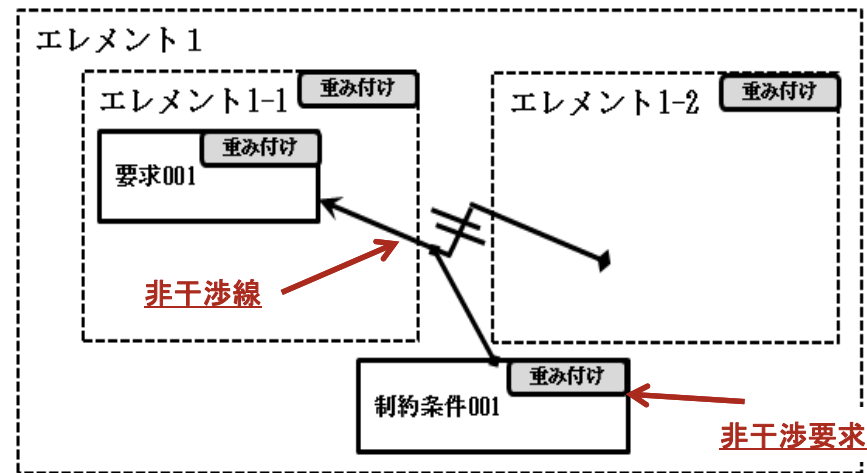 エレメント1
エレメント1-1
重み付け
エレメント1-2
重み付け
重み付け
要求001
非干渉線
重み付け
制約条件001
非干渉要求